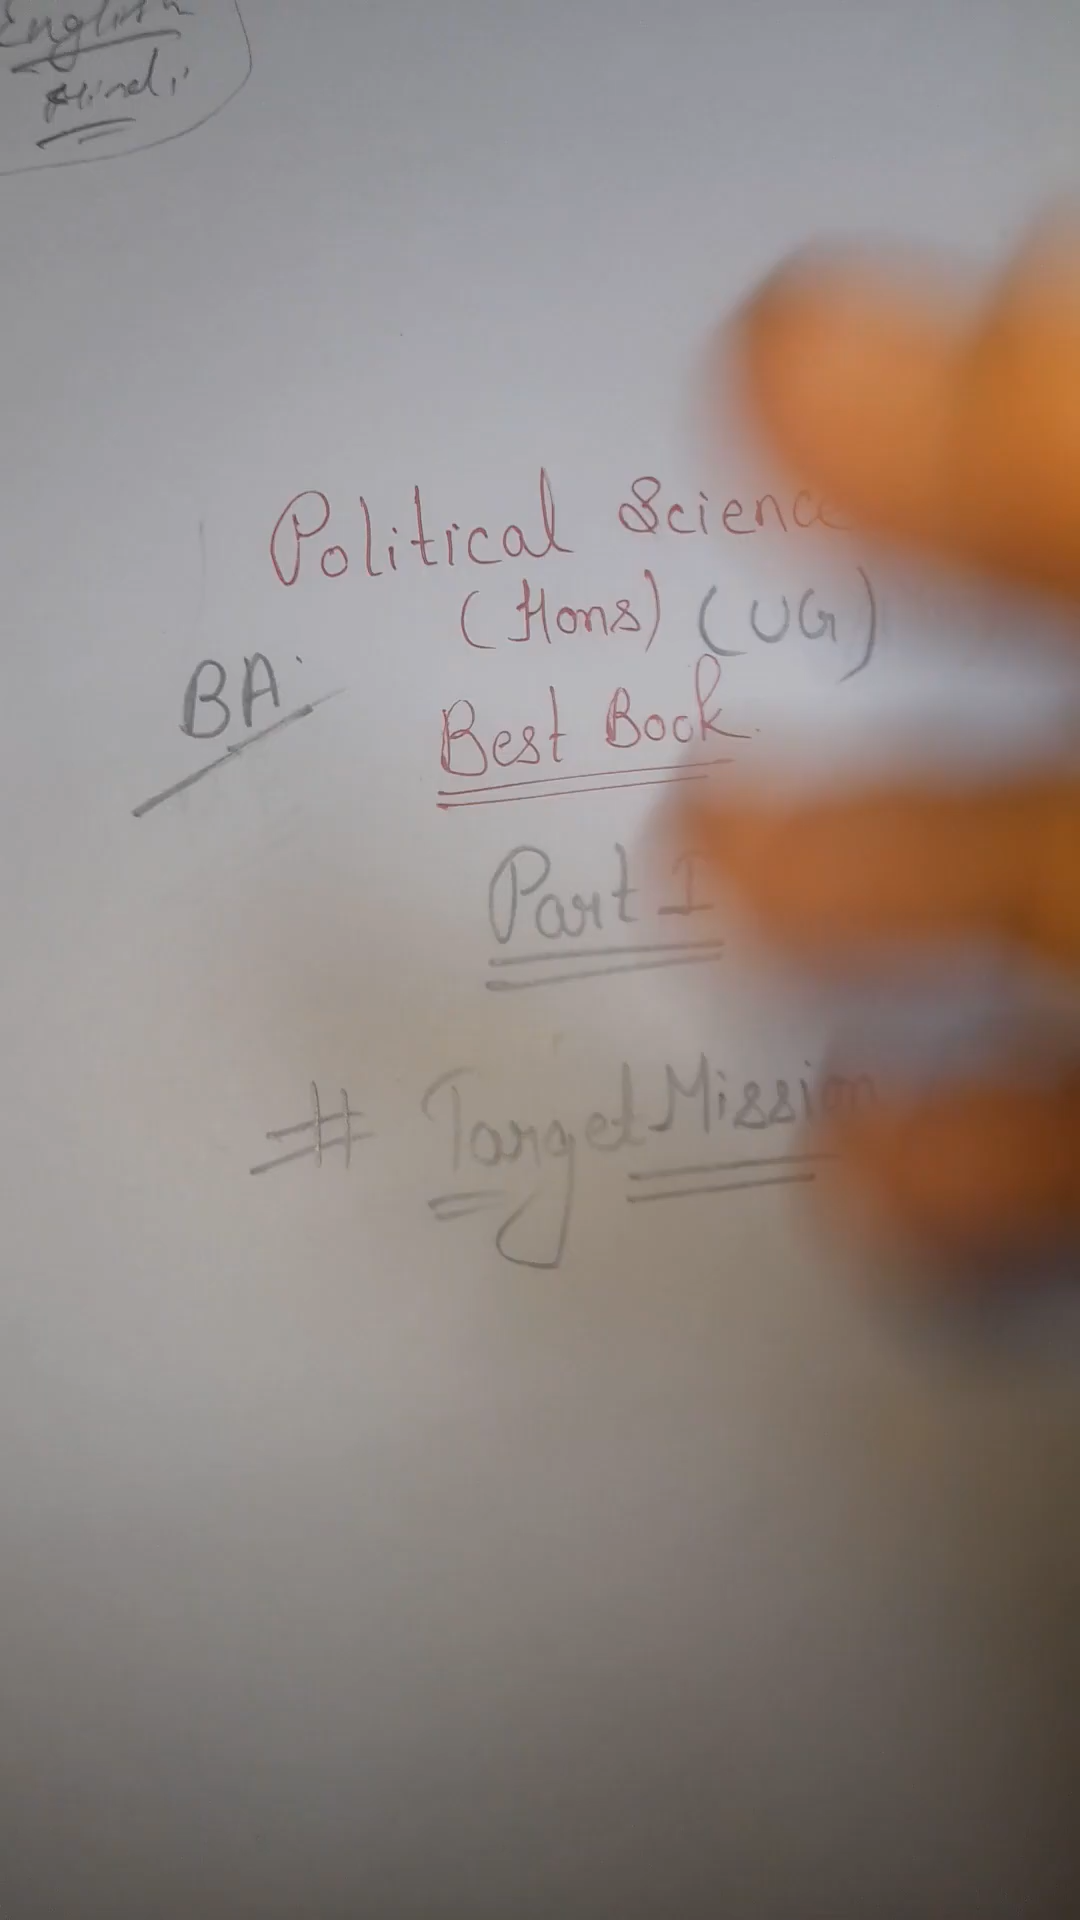 English
Hindi
Political Science
(Hons) (UG)
BA.
Best Book.
Part I
# Target Mission